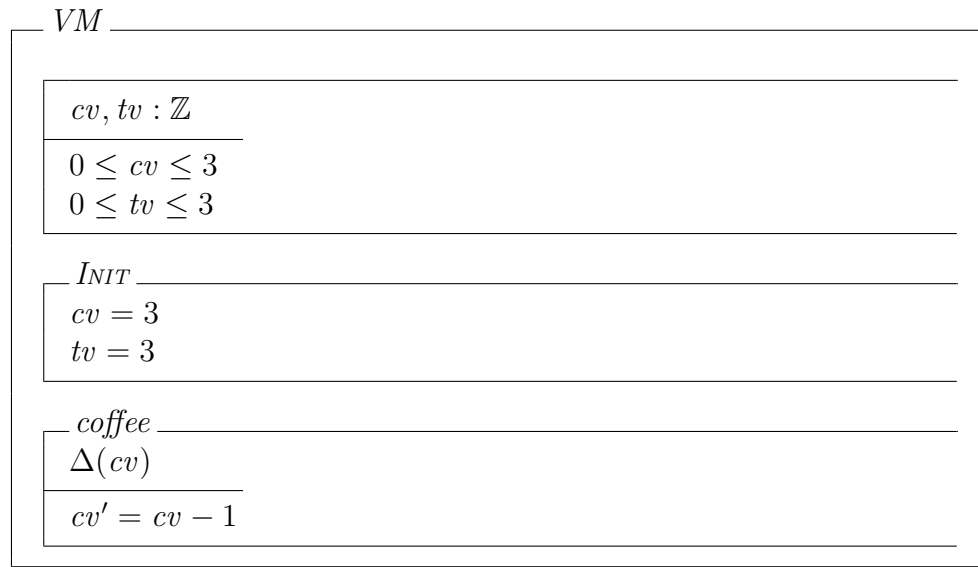 VM
cv, tv : ℤ
0 ≤ cv ≤ 3
0 ≤ tv ≤ 3
INIT
cv = 3
tv = 3
coffee
Δ(cv)
cv′ = cv − 1